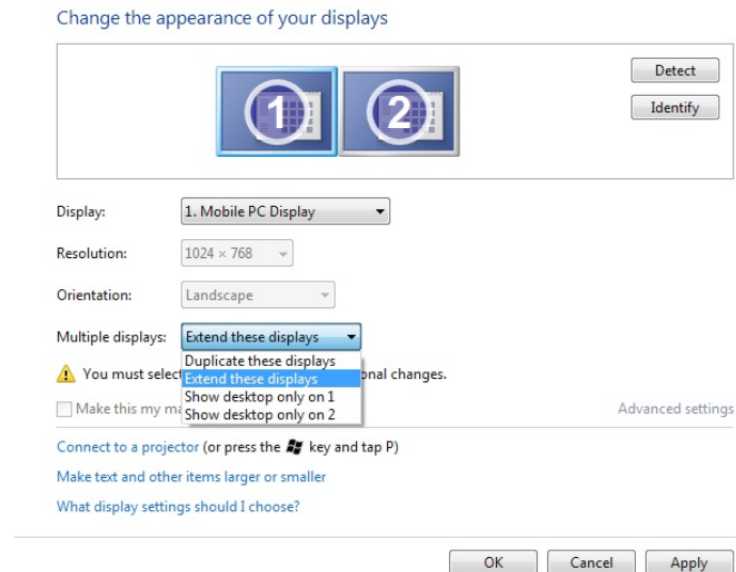 Change the appearance of your displays
1
2
Detect
Identify
Display: 1. Mobile PC Display
Resolution: 1024 × 768
Orientation: Landscape
Multiple displays: Extend these displays
Duplicate these displays
You must select onal changes.
Extend these displays
Make this my ma
Show desktop only on 1
Show desktop only on 2
Advanced settings
Connect to a projector (or press the key and tap P)
Make text and other items larger or smaller
What display settings should I choose?
OK Cancel Apply